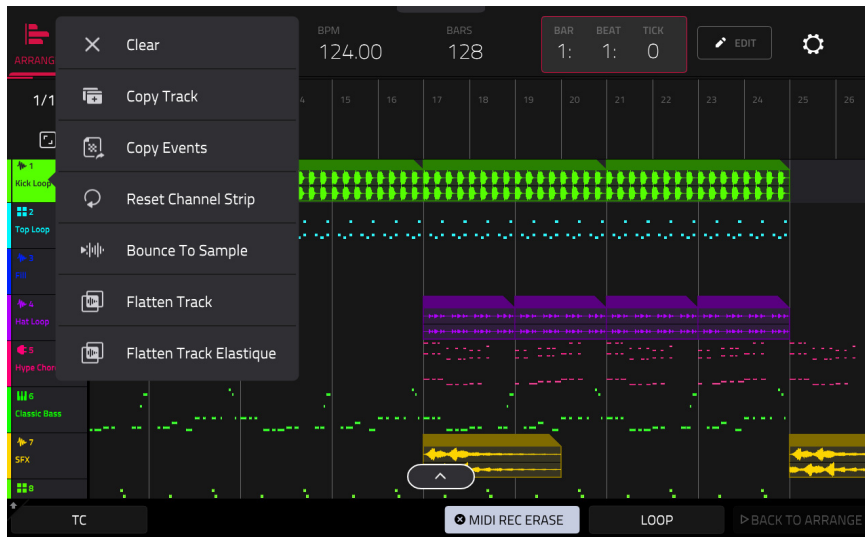 ARRANG
Clear
BPM
124.00
BARS
128
BAR
BEAT
TICK
1:
1:
0
EDIT
1/1
Copy Track
4
15
16
17
18
19
20
21
22
23
24
25
26
Copy Events
1
Kick Loop
Reset Channel Strip
2
Top Loop
Bounce To Sample
3
FX
Flatten Track
4
Hat Loop
Flatten Track Elastique
5
Hype Chor
6
Classic Bass
7
SFX
8
TC
MIDI REC ERASE
LOOP
BACK TO ARRANGE